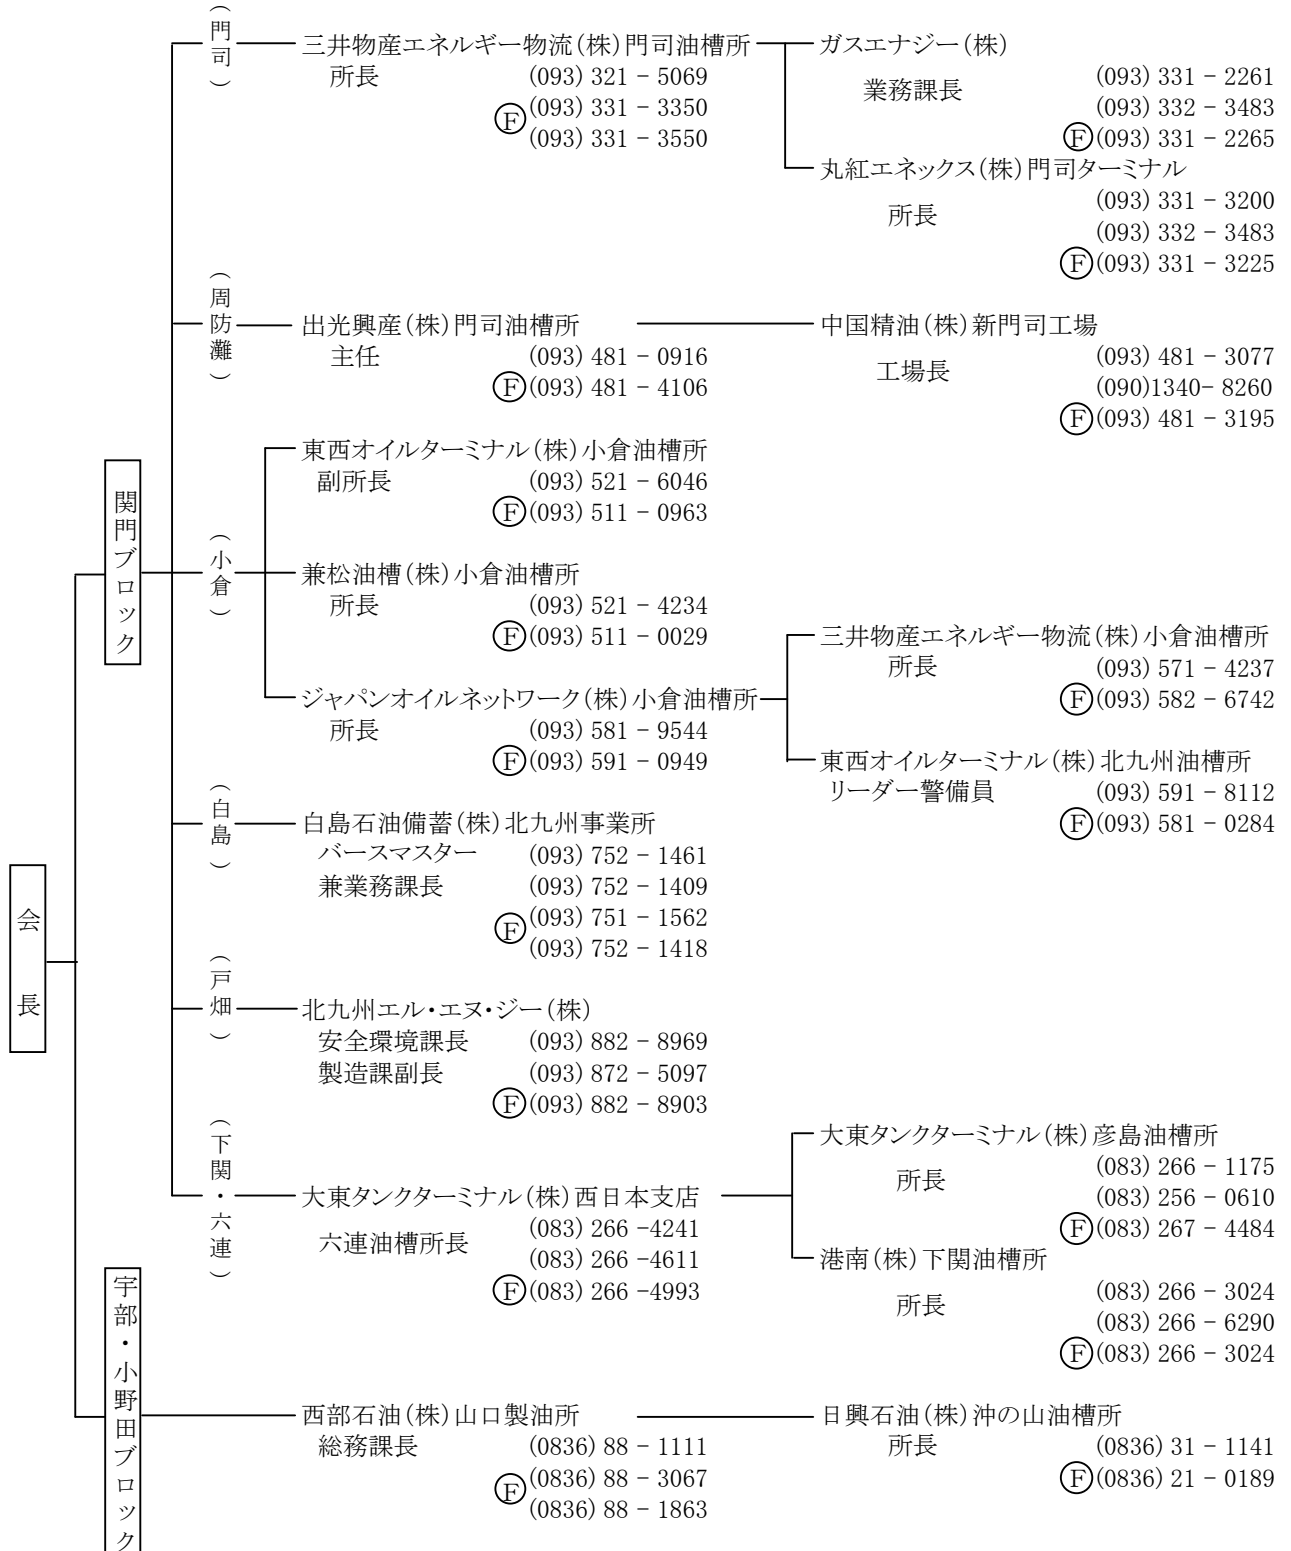 会長
関門ブロック
(門司)
三井物産エネルギー物流(株)門司油槽所
所長 (093) 321 - 5069
Ⓕ (093) 331 - 3350
(093) 331 - 3550
ガスエナジー(株)
業務課長 (093) 331 - 2261
(093) 332 - 3483
Ⓕ (093) 331 - 2265
丸紅エネックス(株)門司ターミナル
所長 (093) 331 - 3200
(093) 332 - 3483
Ⓕ (093) 331 - 3225
(周防灘)
出光興産(株)門司油槽所
主任 (093) 481 - 0916
Ⓕ (093) 481 - 4106
中国精油(株)新門司工場
工場長 (093) 481 - 3077
(090)1340- 8260
Ⓕ (093) 481 - 3195
(小倉)
東西オイルターミナル(株)小倉油槽所
副所長 (093) 521 - 6046
Ⓕ (093) 511 - 0963
兼松油槽(株)小倉油槽所
所長 (093) 521 - 4234
Ⓕ (093) 511 - 0029
ジャパンオイルネットワーク(株)小倉油槽所
所長 (093) 581 - 9544
Ⓕ (093) 591 - 0949
三井物産エネルギー物流(株)小倉油槽所
所長 (093) 571 - 4237
Ⓕ (093) 582 - 6742
東西オイルターミナル(株)北九州油槽所
リーダー警備員 (093) 591 - 8112
Ⓕ (093) 581 - 0284
(白島)
白島石油備蓄(株)北九州事業所
バースマスター (093) 752 - 1461
兼業務課長 (093) 752 - 1409
Ⓕ (093) 751 - 1562
(093) 752 - 1418
(戸畑)
北九州エル・エヌ・ジー(株)
安全環境課長 (093) 882 - 8969
製造課副長 (093) 872 - 5097
Ⓕ (093) 882 - 8903
(下関・六連)
大東タンクターミナル(株)西日本支店
六連油槽所長 (083) 266 -4241
(083) 266 -4611
Ⓕ (083) 266 -4993
大東タンクターミナル(株)彦島油槽所
所長 (083) 266 - 1175
(083) 256 - 0610
Ⓕ (083) 267 - 4484
港南(株)下関油槽所
所長 (083) 266 - 3024
(083) 266 - 6290
Ⓕ (083) 266 - 3024
宇部・小野田ブロック
西部石油(株)山口製油所
総務課長 (0836) 88 - 1111
Ⓕ (0836) 88 - 3067
(0836) 88 - 1863
日興石油(株)沖の山油槽所
所長 (0836) 31 - 1141
Ⓕ (0836) 21 - 0189